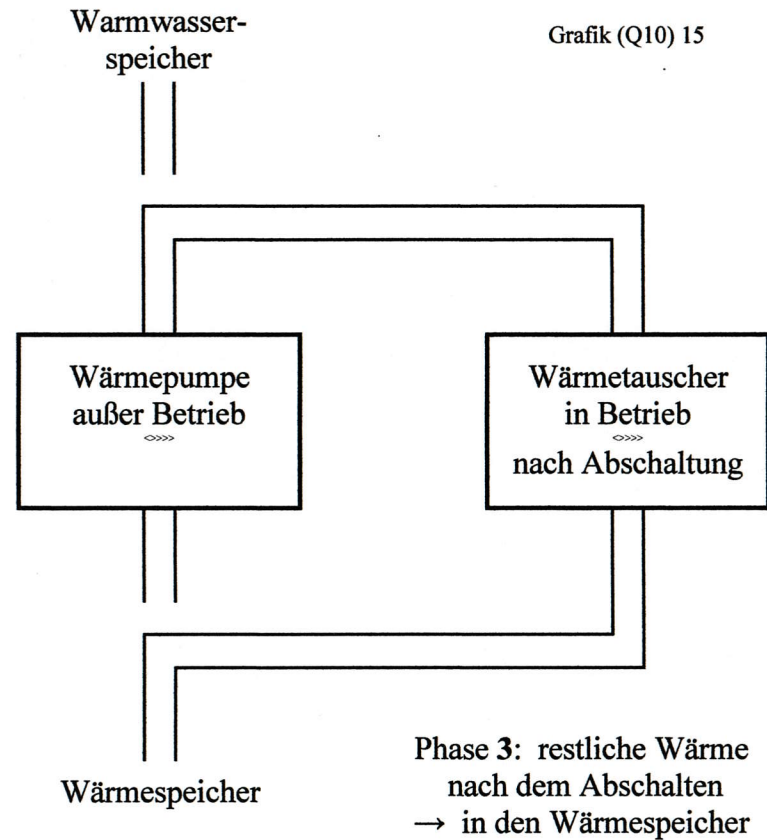 Warmwasser-
speicher
Grafik (Q10) 15
Wärmepumpe
außer Betrieb
<>>>>
Wärmetauscher
in Betrieb
<>>>>
nach Abschaltung
Wärmespeicher
Phase 3: restliche Wärme
nach dem Abschalten
→ in den Wärmespeicher